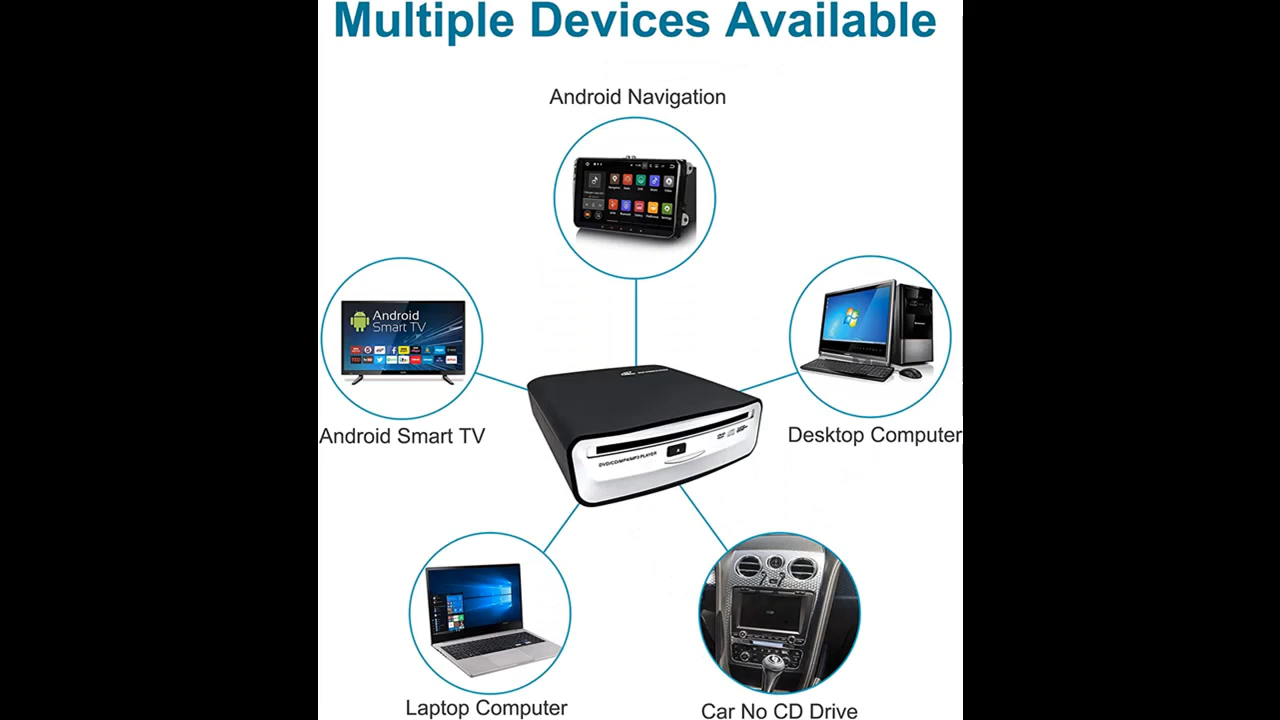 Multiple Devices Available
Android Navigation
Android
Smart TV
Android Smart TV
Desktop Computer
DVD/CD/MP4/MP3 PLAYER
Laptop Computer
Car No CD Drive